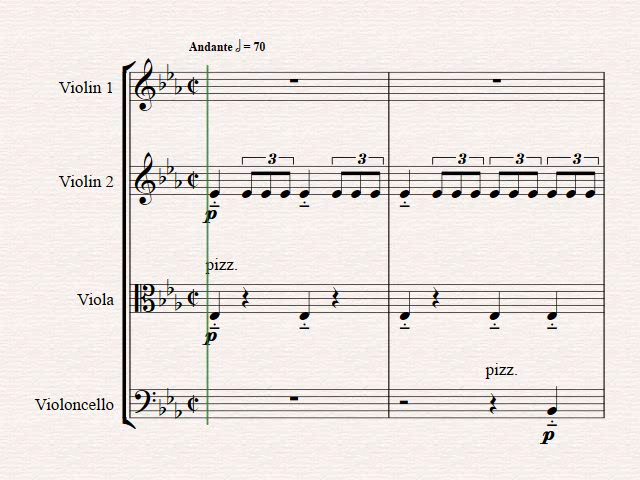 Andante 𝅗𝅥 = 70
Violin 1
3 3 3 3 3
Violin 2
p
pizz.
Viola
p
pizz.
Violoncello
p